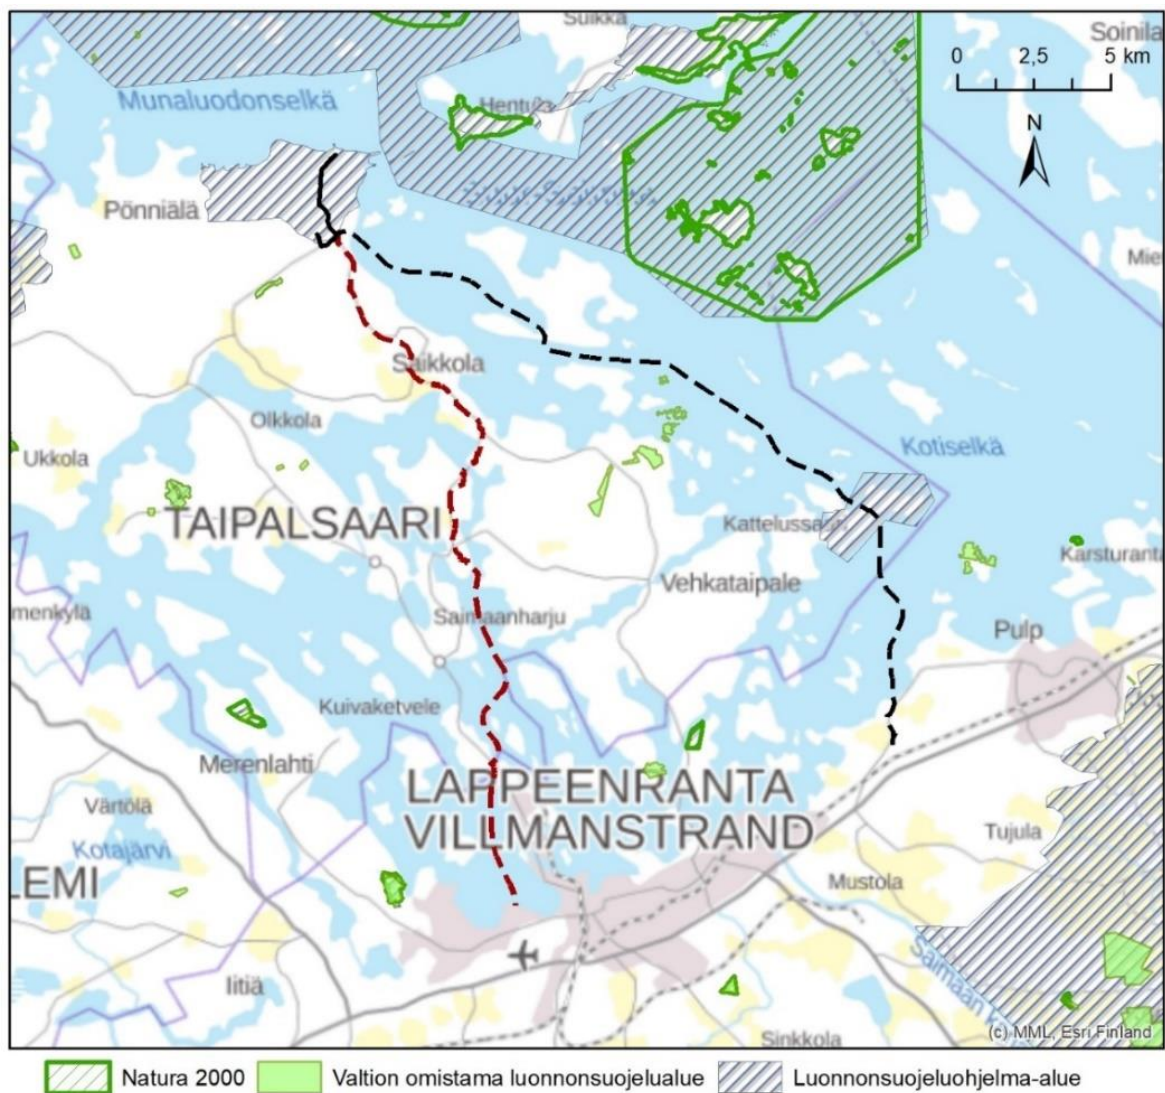 Suikka
Soinila
0 2,5 5 km
Munaluodonselkä
Hentula
N
Pönniälä
Saikkola
Olkkola
Kotiselkä
Ukkola
TAIPALSAARI
Karsturanta
Vehkataipale
Saimaanharju
Pulp
Kuivaketvele
Merenlahti
LAPPEENRANTA
VILLMANSTRAND
Värtölä
Tujula
Kotajärvi
LEMI
Mustola
Iitiä
Saimaan
Sinkkola
(c) MML, Esri Finland
Natura 2000 Valtion omistama luonnonsuojelualue Luonnonsuojeluohjelma-alue